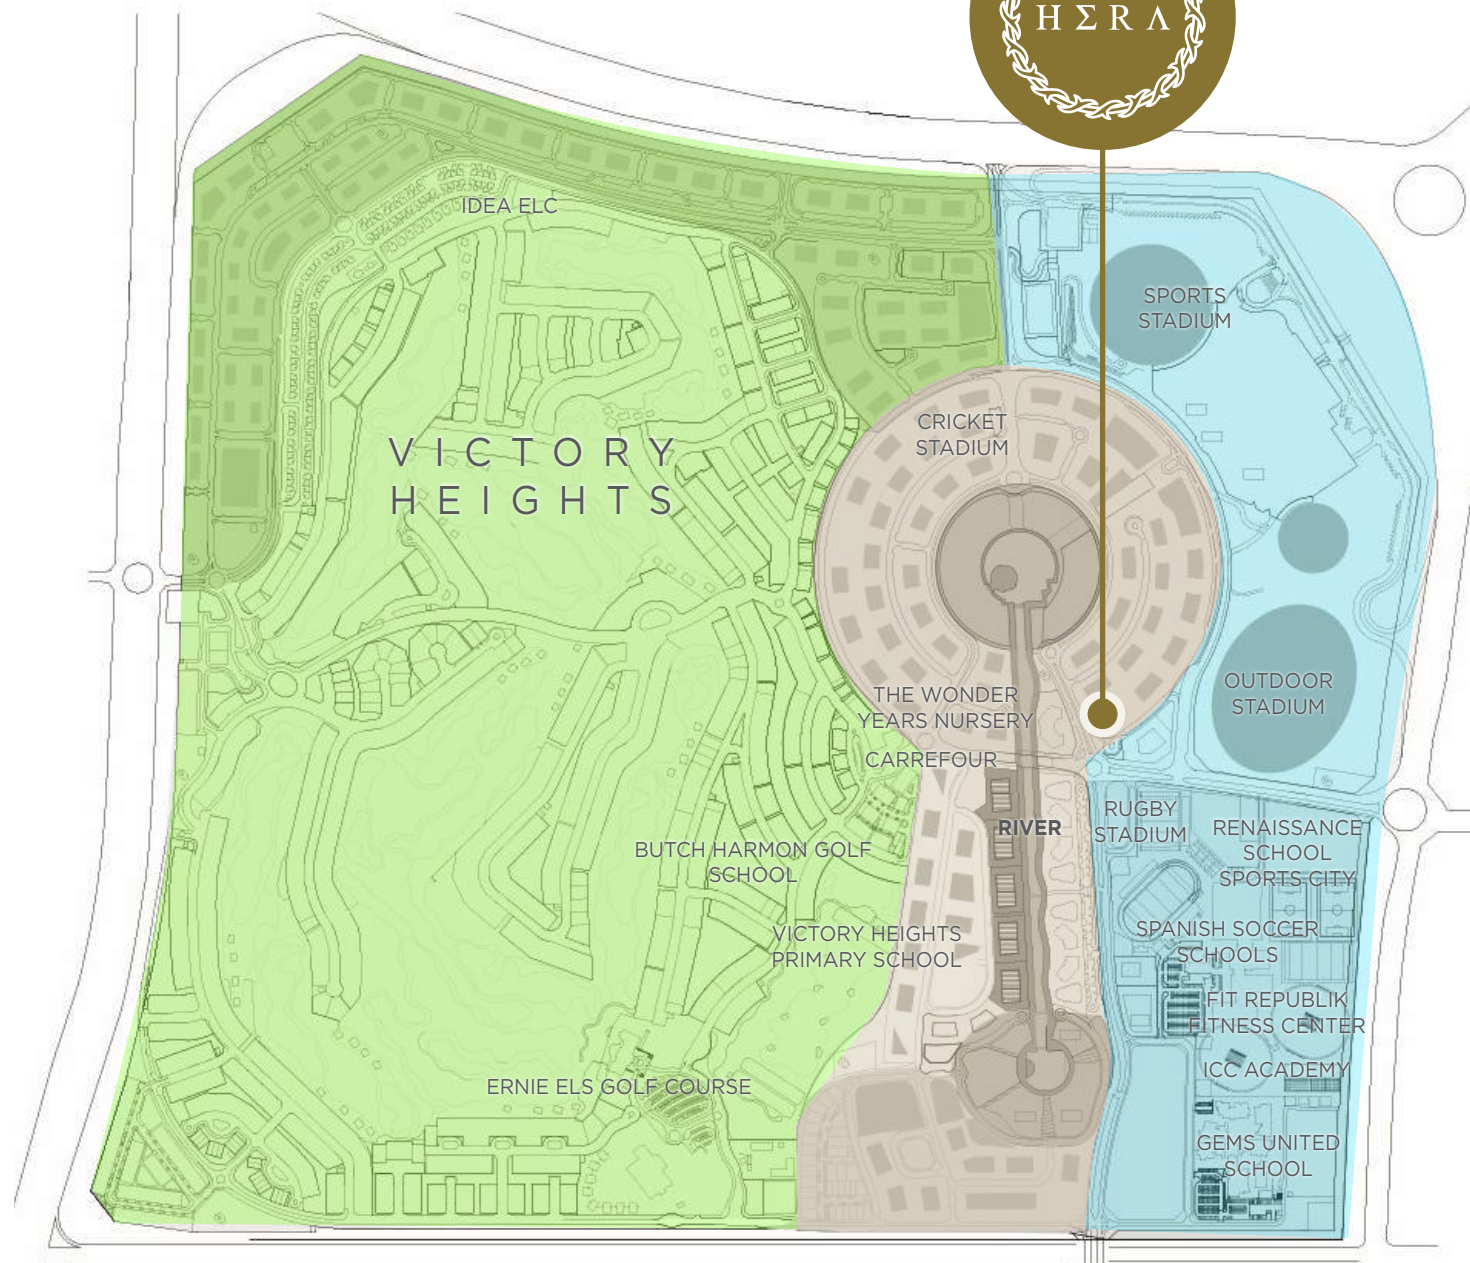 HΣRΛ
IDEA ELC
SPORTS
STADIUM
CRICKET
STADIUM
VICTORY
HEIGHTS
OUTDOOR
STADIUM
THE WONDER
YEARS NURSERY
CARREFOUR
RIVER
RUGBY
STADIUM
RENAISSANCE
SCHOOL
SPORTS CITY
BUTCH HARMON GOLF
SCHOOL
VICTORY HEIGHTS
PRIMARY SCHOOL
SPANISH SOCCER
SCHOOLS
FIT REPUBLIK
FITNESS CENTER
ICC ACADEMY
ERNIE ELS GOLF COURSE
GEMS UNITED
SCHOOL